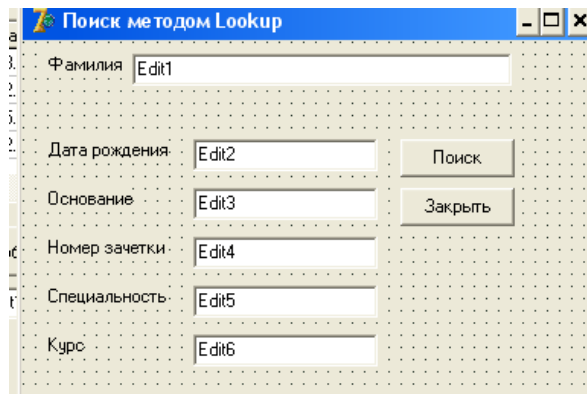 Поиск методом Lookup
Фамилия Edit1
Дата рождения Edit2 Поиск
Основание Edit3 Закрыть
Номер зачетки Edit4
Специальность Edit5
Курс Edit6